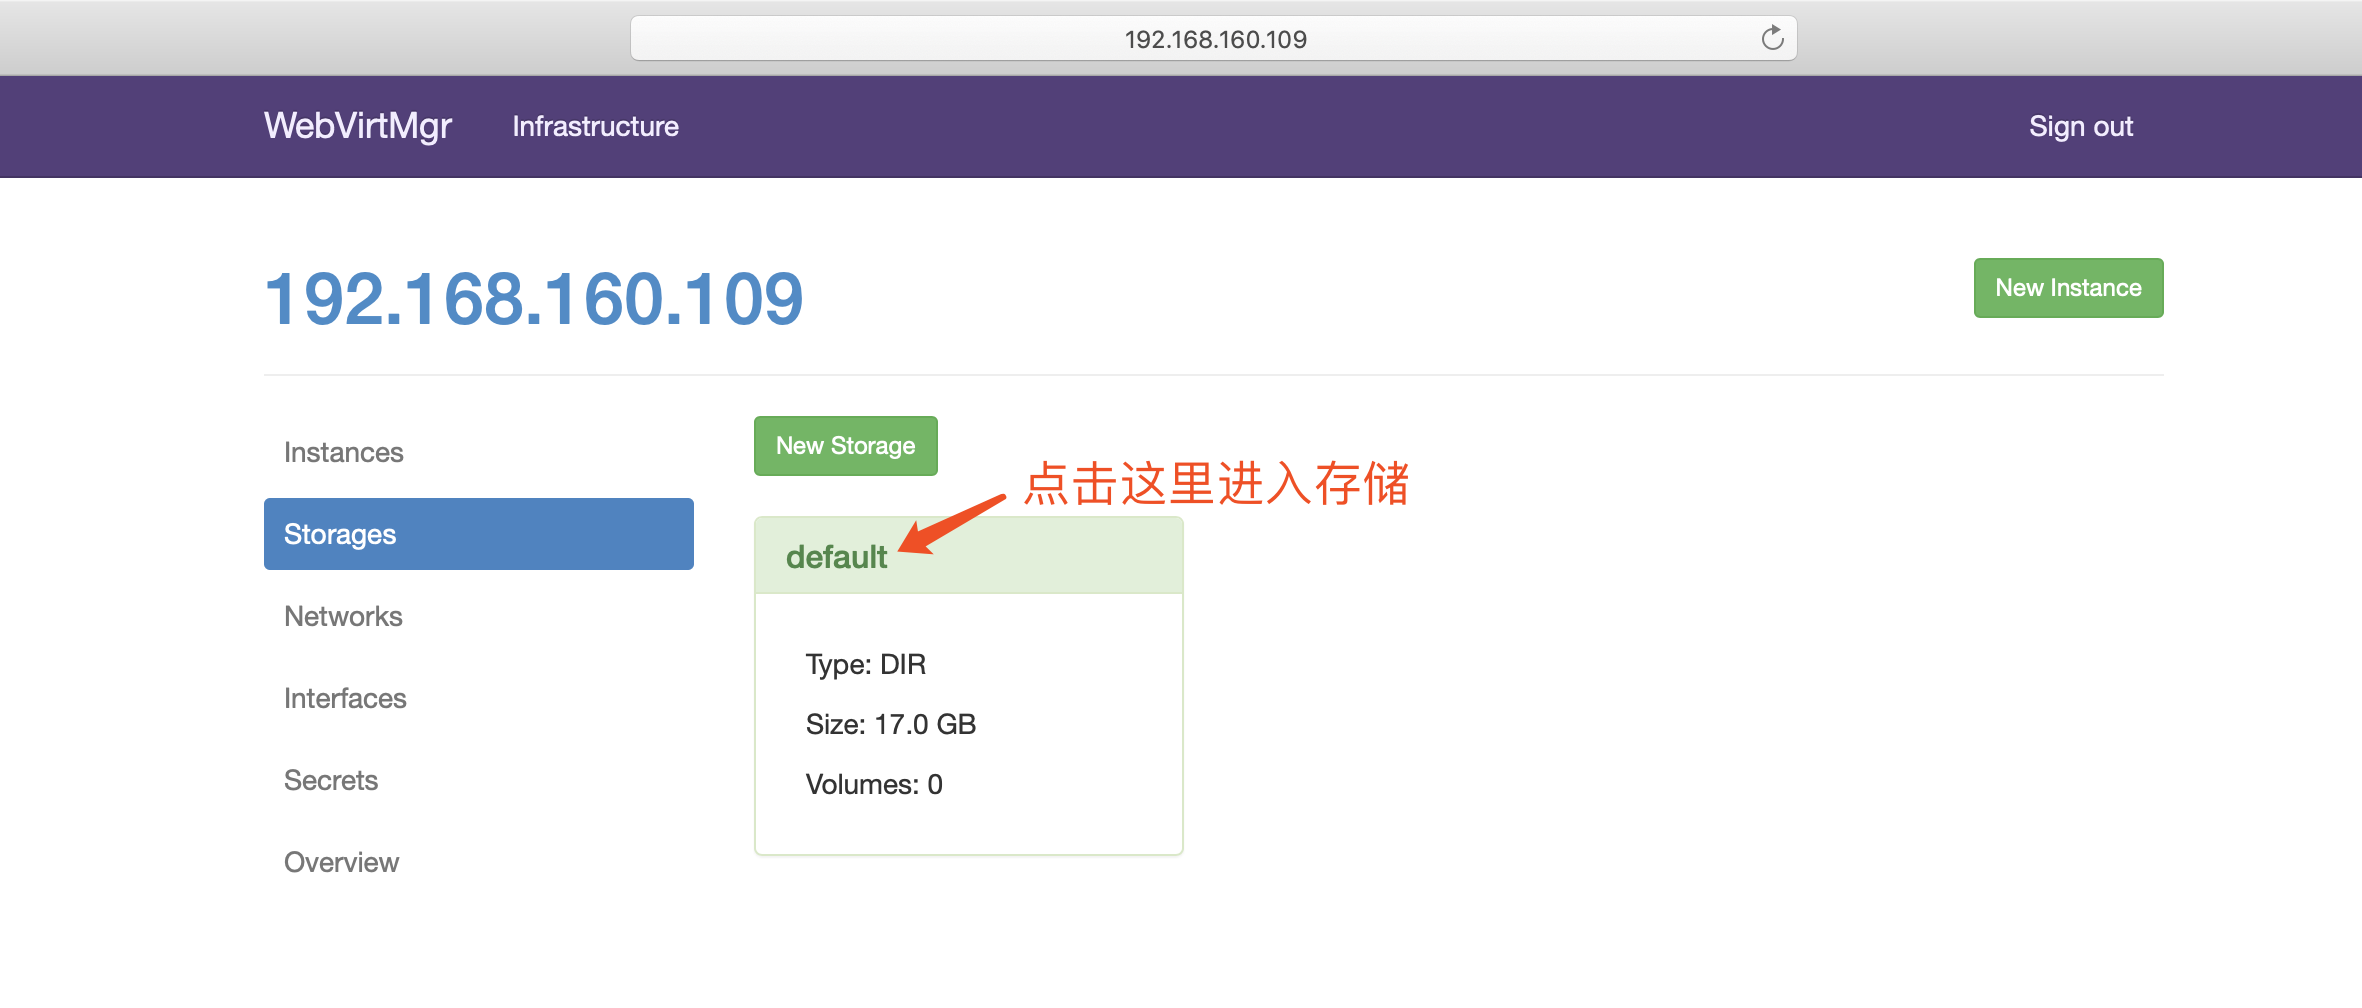 192.168.160.109
WebVirtMgr Infrastructure Sign out
192.168.160.109
New Instance
Instances
Storages
Networks
Interfaces
Secrets
Overview
New Storage
点击这里进入存储
default
Type: DIR
Size: 17.0 GB
Volumes: 0